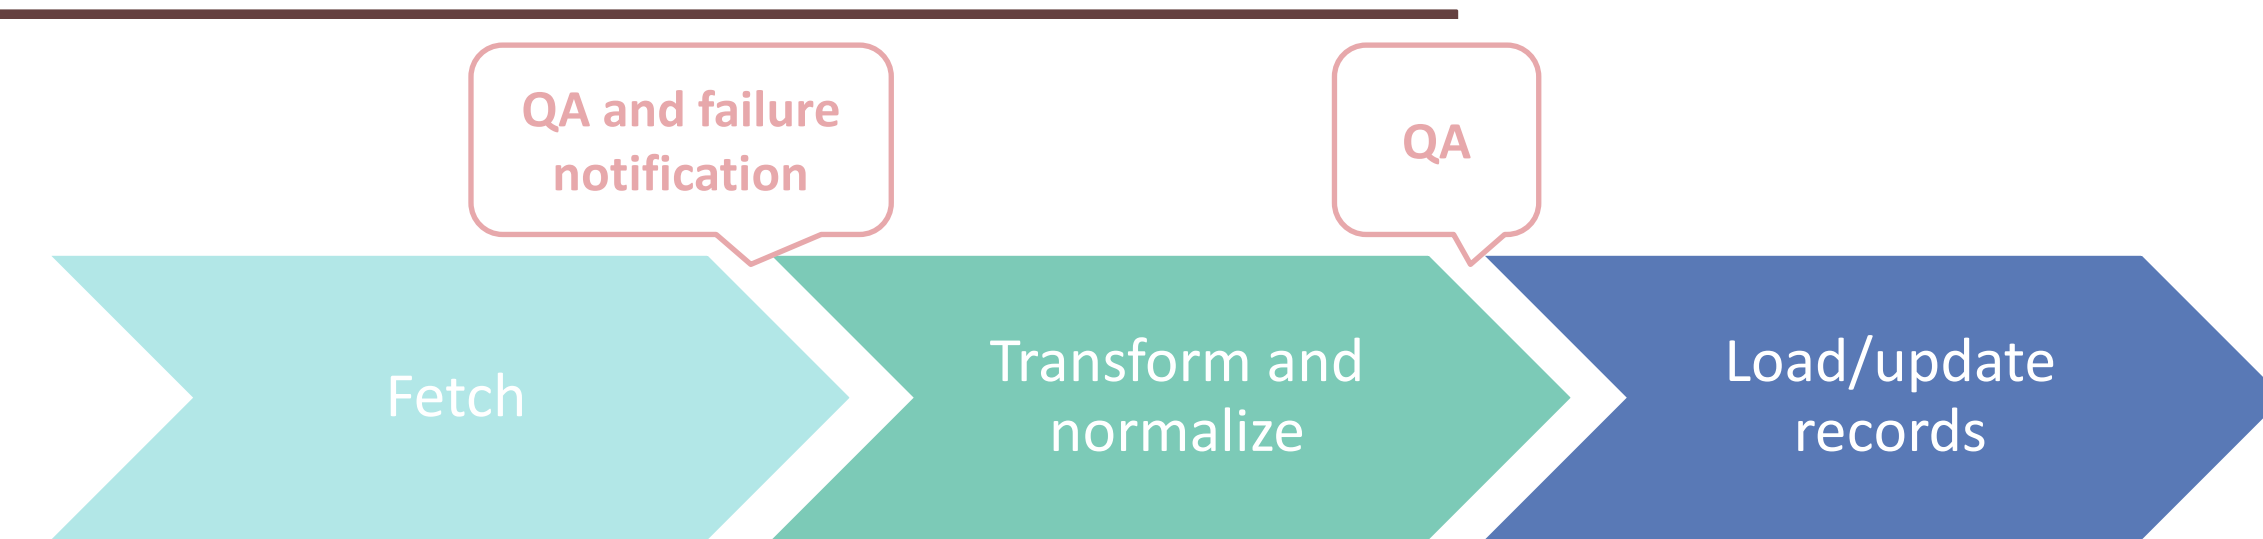 QA and failure
notification
QA
Fetch
Transform and
normalize
Load/update
records